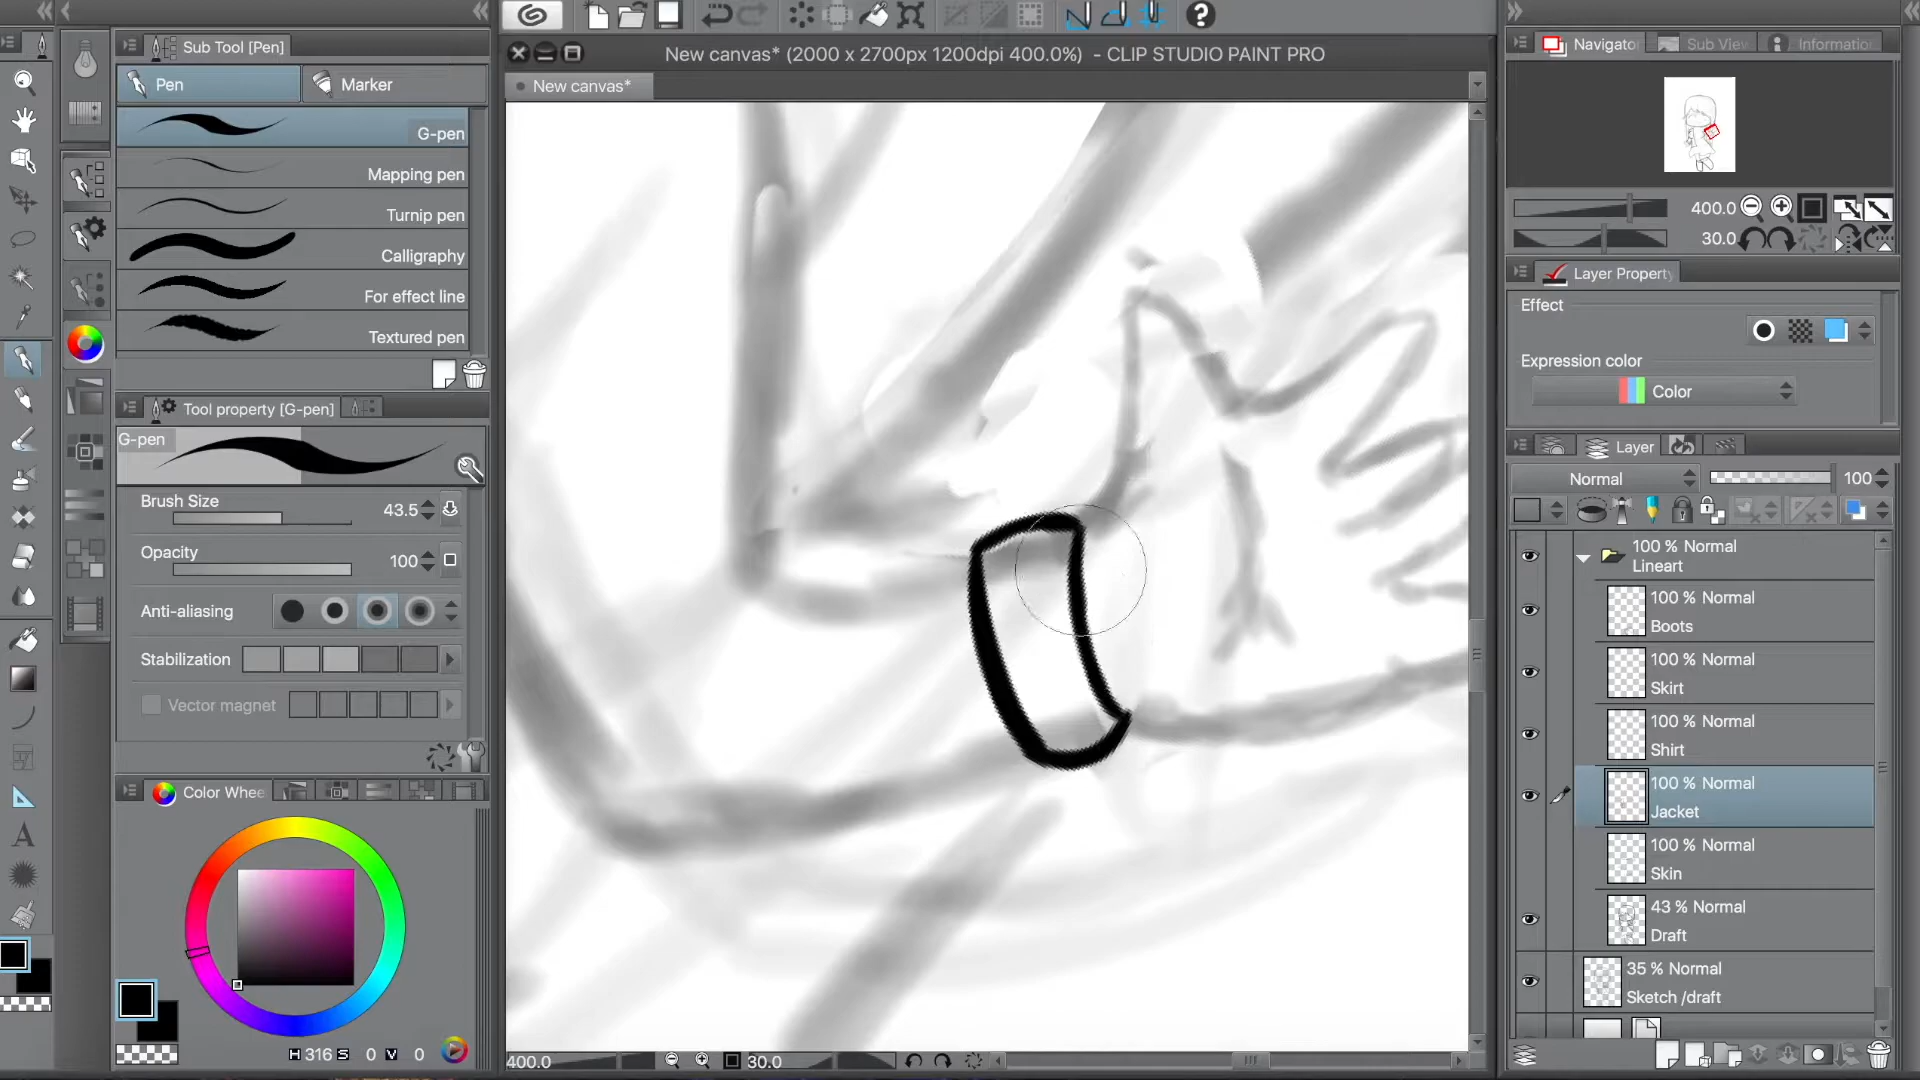 Sub Tool [Pen]
Pen
Marker
G-pen
Mapping pen
Turnip pen
Calligraphy
For effect line
Textured pen
Tool property [G-pen]
G-pen
Brush Size
43.5
Opacity
100
Anti-aliasing
Stabilization
Vector magnet
Color Whee
H 316 S 0 V 0
New canvas* (2000 x 2700px 1200dpi 400.0%) - CLIP STUDIO PAINT PRO
New canvas*
400.0
30.0
Navigato
Sub View
Informatio
400.0
30.0
Layer Property
Effect
Expression color
Color
Layer
Normal
100
100 % Normal
Lineart
100 % Normal
Boots
100 % Normal
Skirt
100 % Normal
Shirt
100 % Normal
Jacket
100 % Normal
Skin
43 % Normal
Draft
35 % Normal
Sketch /draft